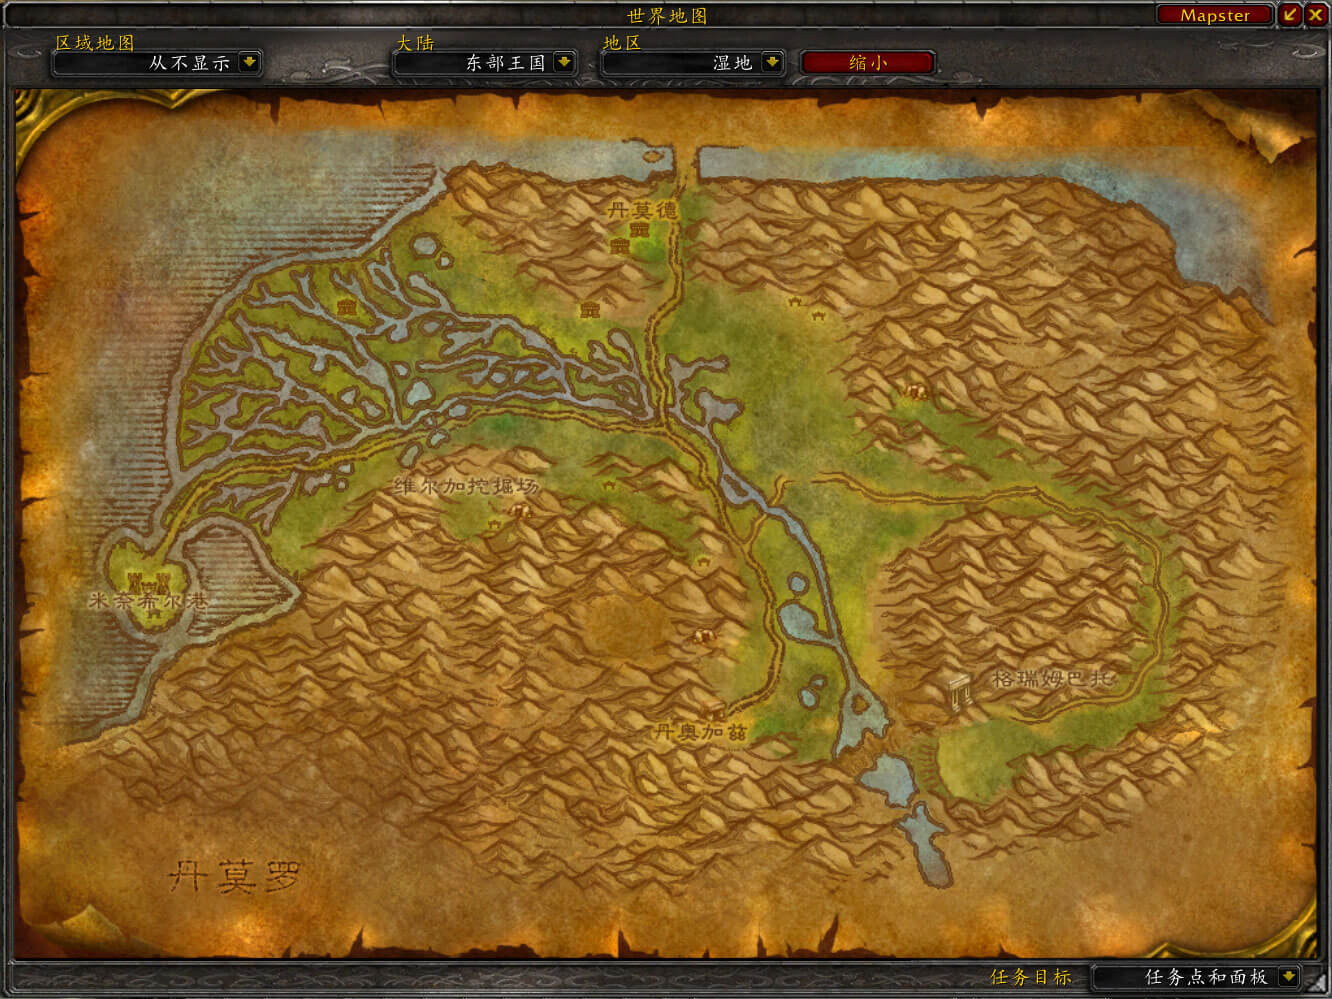 世界地图
Mapster
区域地图
大陆
地区
从不显示
东部王国
湿地
缩小
丹莫德
维尔加挖掘场
米奈希尔港
格瑞姆巴托
丹奥加兹
丹莫罗
任务目标
任务点和面板